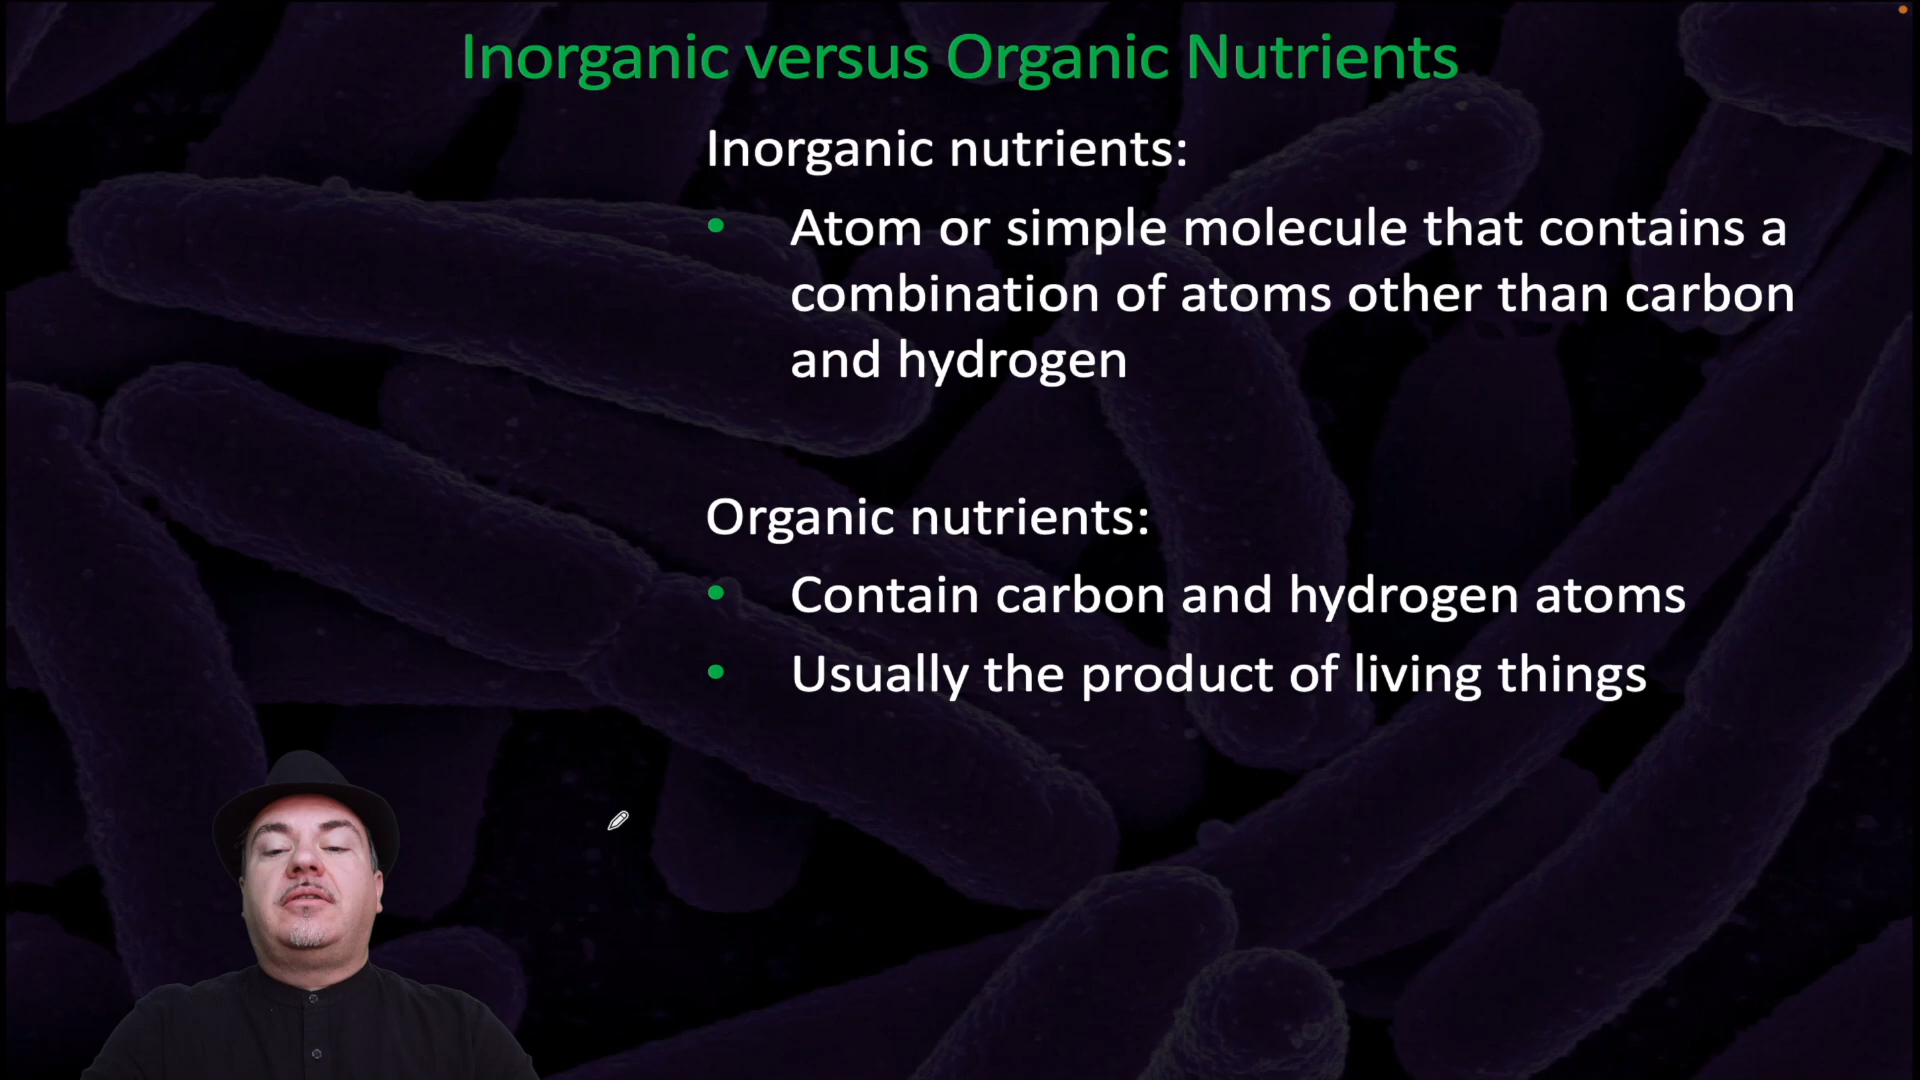 Inorganic versus Organic Nutrients
Inorganic nutrients:
• Atom or simple molecule that contains a
combination of atoms other than carbon
and hydrogen
Organic nutrients:
• Contain carbon and hydrogen atoms
• Usually the product of living things